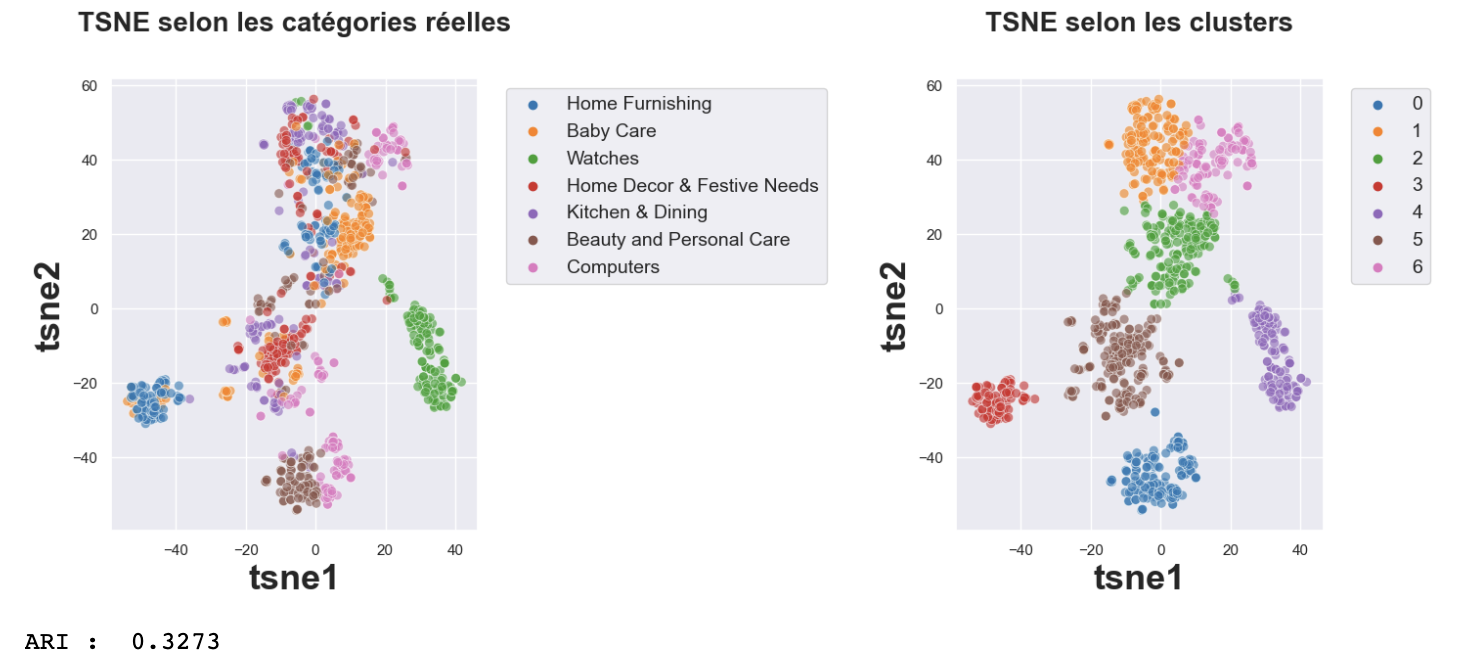 TSNE selon les catégories réelles
60
40
20
0
−20
−40
−40
−20
0
20
40
tsne2
tsne1
Home Furnishing
Baby Care
Watches
Home Decor & Festive Needs
Kitchen & Dining
Beauty and Personal Care
Computers
TSNE selon les clusters
60
40
20
0
−20
−40
−40
−20
0
20
40
tsne2
tsne1
0
1
2
3
4
5
6
ARI : 0.3273